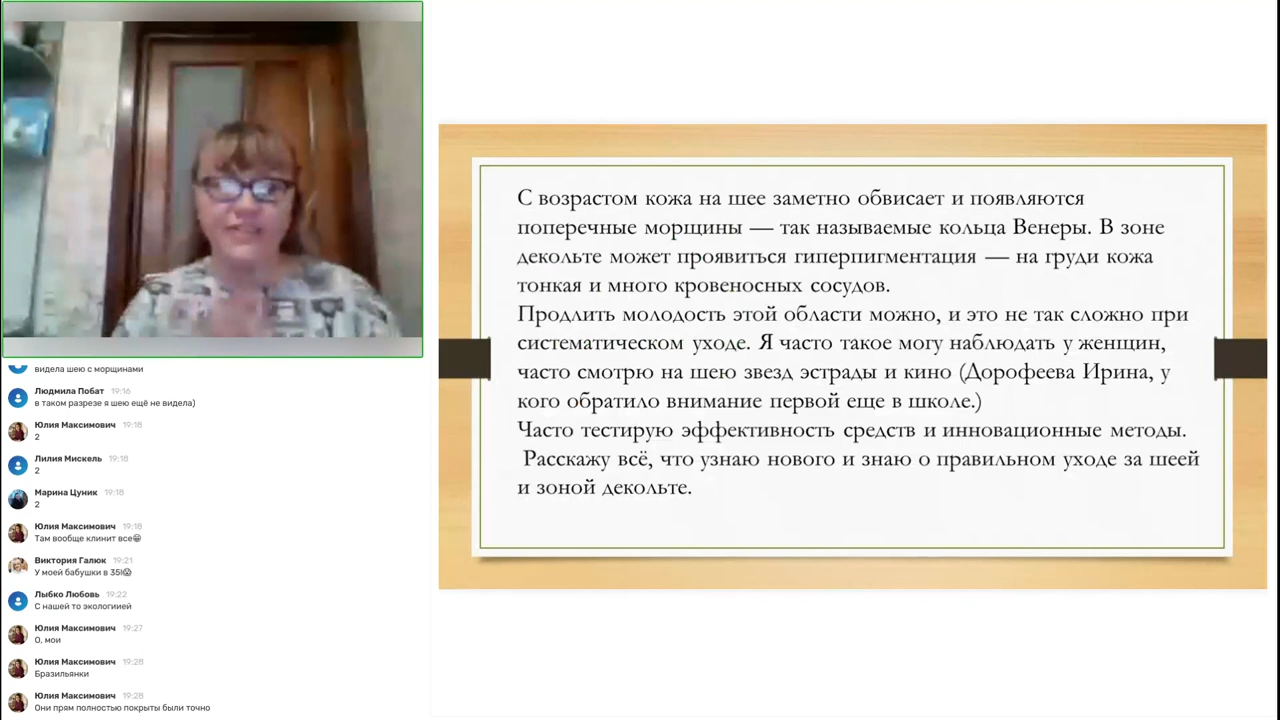 видела шею с морщинами
Людмила Побат 19:16
в таком разрезе я шею ещё не видела)
Юлия Максимович 19:18
2
Лилия Мискель 19:18
2
Марина Цуник 19:18
2
Юлия Максимович 19:18
Там вообще клинит все😁
Виктория Галюк 19:21
У моей бабушки в 35!😱
Лыбко Любовь 19:22
С нашей то экологиией
Юлия Максимович 19:27
О, мои
Юлия Максимович 19:28
Бразильянки
Юлия Максимович 19:28
Они прям полностью покрыты были точно
С возрастом кожа на шее заметно обвисает и появляются
поперечные морщины — так называемые кольца Венеры. В зоне
декольте может проявиться гиперпигментация — на груди кожа
тонкая и много кровеносных сосудов.
Продлить молодость этой области можно, и это не так сложно при
систематическом уходе. Я часто такое могу наблюдать у женщин,
часто смотрю на шею звезд эстрады и кино (Дорофеева Ирина, у
кого обратило внимание первой еще в школе.)
Часто тестирую эффективность средств и инновационные методы.
Расскажу всё, что узнаю нового и знаю о правильном уходе за шеей
и зоной декольте.